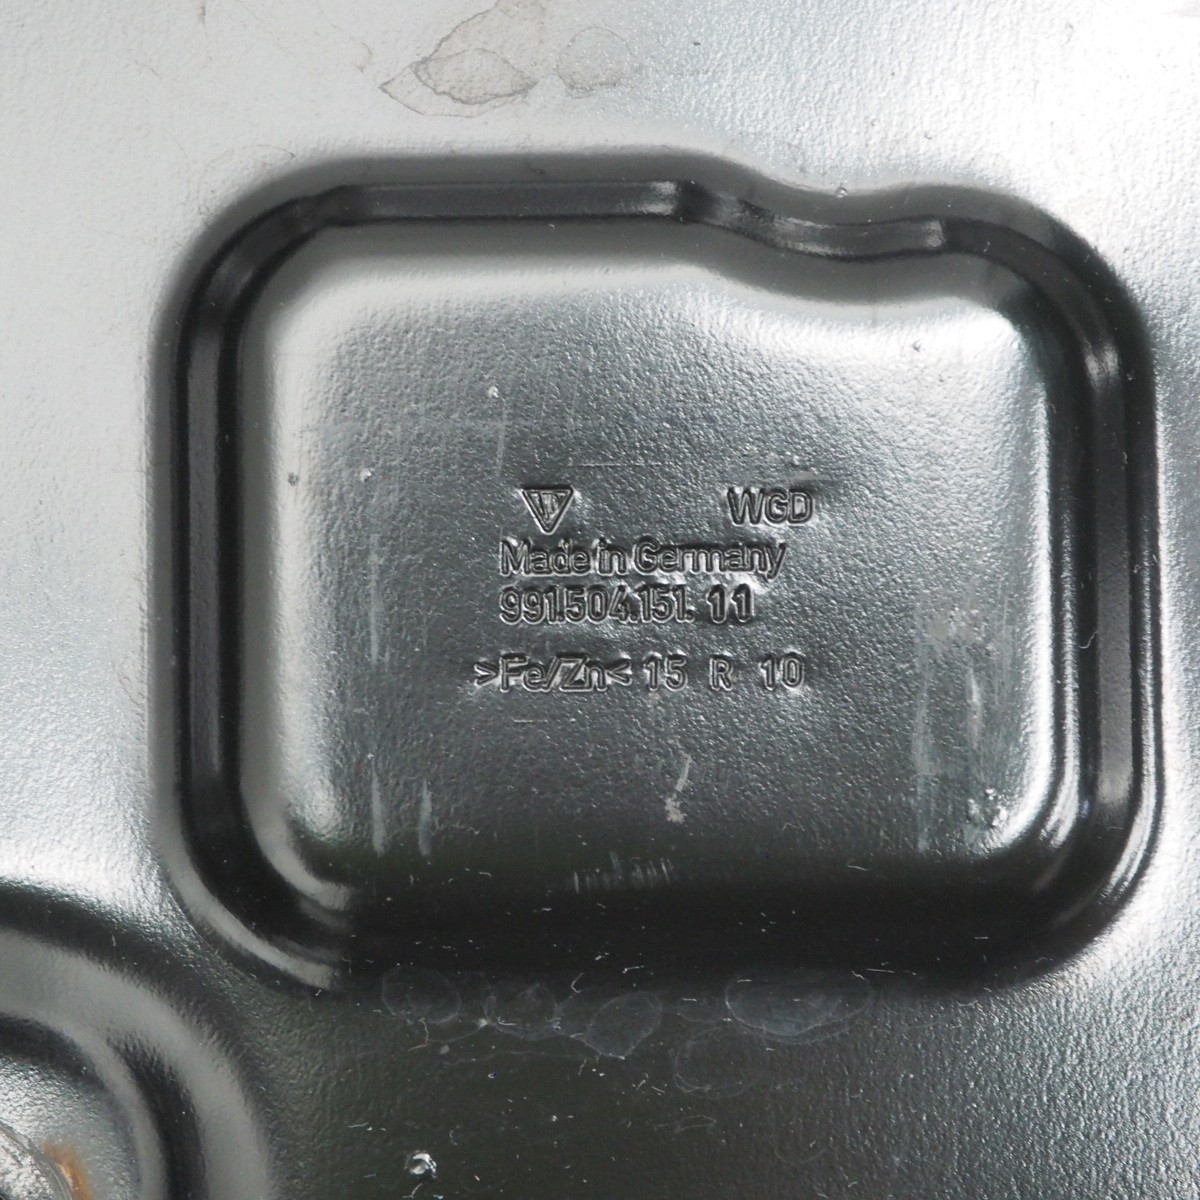 WGD
Made in Germany
991.504.151. 11
>Fe/Zn< 15 R 10